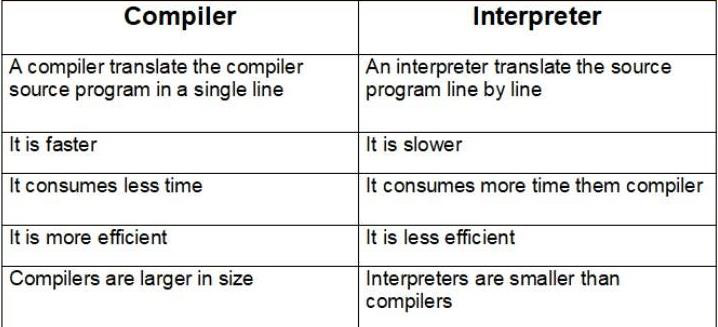 Compiler
Interpreter
A compiler translate the compiler
source program in a single line
An interpreter translate the source
program line by line
It is faster
It is slower
It consumes less time
It consumes more time them compiler
It is more efficient
It is less efficient
Compilers are larger in size
Interpreters are smaller than
compilers